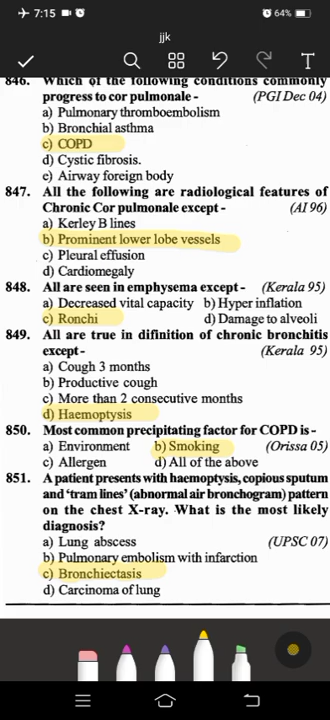 7:15
64%
jjk
T
846. Which of the following conditions commonly
progress to cor pulmonale - (PGI Dec 04)
a) Pulmonary thromboembolism
b) Bronchial asthma
c) COPD
d) Cystic fibrosis.
e) Airway foreign body
847. All the following are radiological features of
Chronic Cor pulmonale except - (AI 96)
a) Kerley B lines
b) Prominent lower lobe vessels
c) Pleural effusion
d) Cardiomegaly
848. All are seen in emphysema except - (Kerala 95)
a) Decreased vital capacity b) Hyper inflation
c) Ronchi d) Damage to alveoli
849. All are true in difinition of chronic bronchitis
except - (Kerala 95)
a) Cough 3 months
b) Productive cough
c) More than 2 consecutive months
d) Haemoptysis
850. Most common precipitating factor for COPD is -
a) Environment b) Smoking (Orissa 05)
c) Allergen d) All of the above
851. A patient presents with haemoptysis, copious sputum
and ‘tram lines’ (abnormal air bronchogram) pattern
on the chest X-ray. What is the most likely
diagnosis?
a) Lung abscess (UPSC 07)
b) Pulmonary embolism with infarction
c) Bronchiectasis
d) Carcinoma of lung